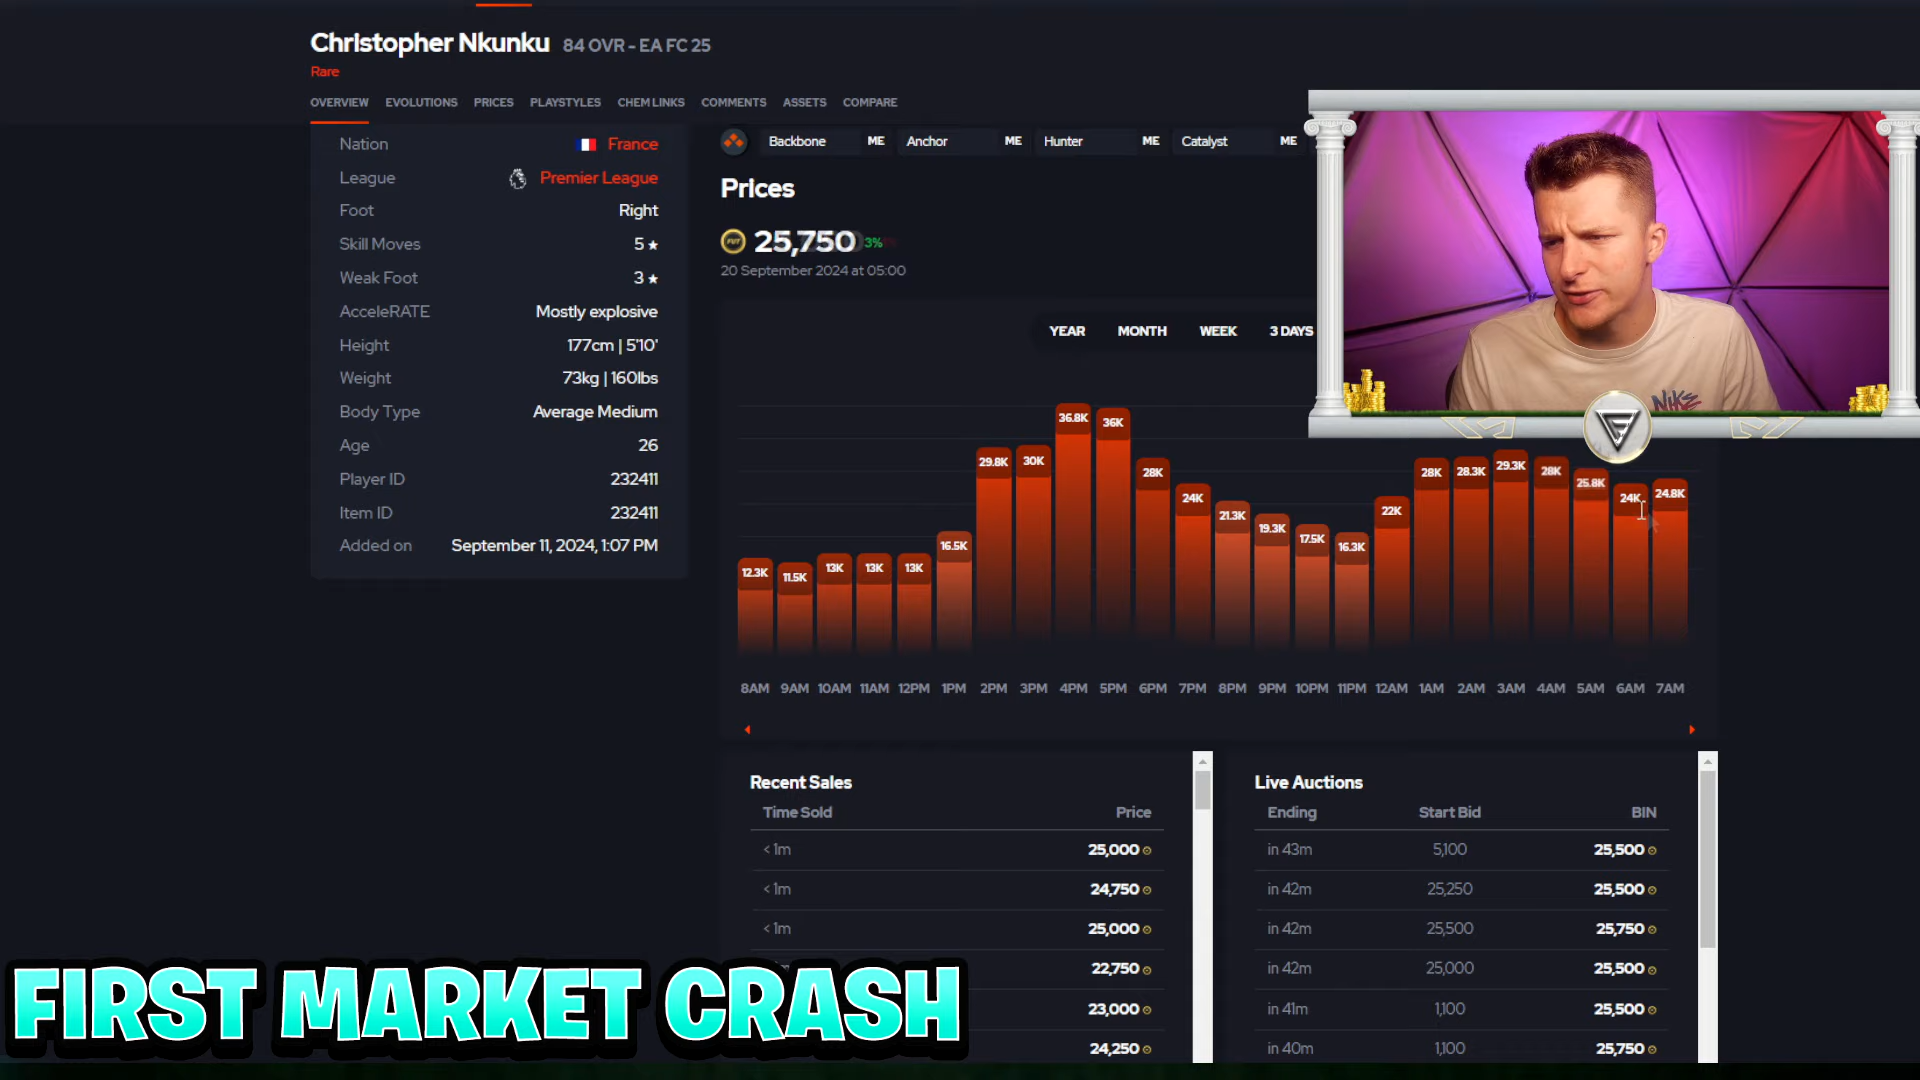 Christopher Nkunku 84 OVR - EA FC 25
Rare
OVERVIEW EVOLUTIONS PRICES PLAYSTYLES CHEM LINKS COMMENTS ASSETS COMPARE
Nation France
League Premier League
Foot Right
Skill Moves 5 ★
Weak Foot 3 ★
AcceleRATE Mostly explosive
Height 177cm | 5'10'
Weight 73kg | 160lbs
Body Type Average Medium
Age 26
Player ID 232411
Item ID 232411
Added on September 11, 2024, 1:07 PM
Backbone ME Anchor ME Hunter ME Catalyst ME
Prices
FUT 25,750 3%
20 September 2024 at 05:00
YEAR MONTH WEEK 3 DAYS
12.3K 11.5K 13K 13K 13K 16.5K 29.8K 30K 36.8K 36K 28K 24K 21.3K 19.3K 17.5K 16.3K 22K 28K 28.3K 29.3K 28K 25.8K 24K 24.8K
8AM 9AM 10AM 11AM 12PM 1PM 2PM 3PM 4PM 5PM 6PM 7PM 8PM 9PM 10PM 11PM 12AM 1AM 2AM 3AM 4AM 5AM 6AM 7AM
Recent Sales
Time Sold Price
< 1m 25,000
< 1m 24,750
< 1m 25,000
22,750
23,000
24,250
Live Auctions
Ending Start Bid BIN
in 43m 5,100 25,500
in 42m 25,250 25,500
in 42m 25,500 25,750
in 42m 25,000 25,500
in 41m 1,100 25,500
in 40m 1,100 25,750
NIKE
FIRST MARKET CRASH